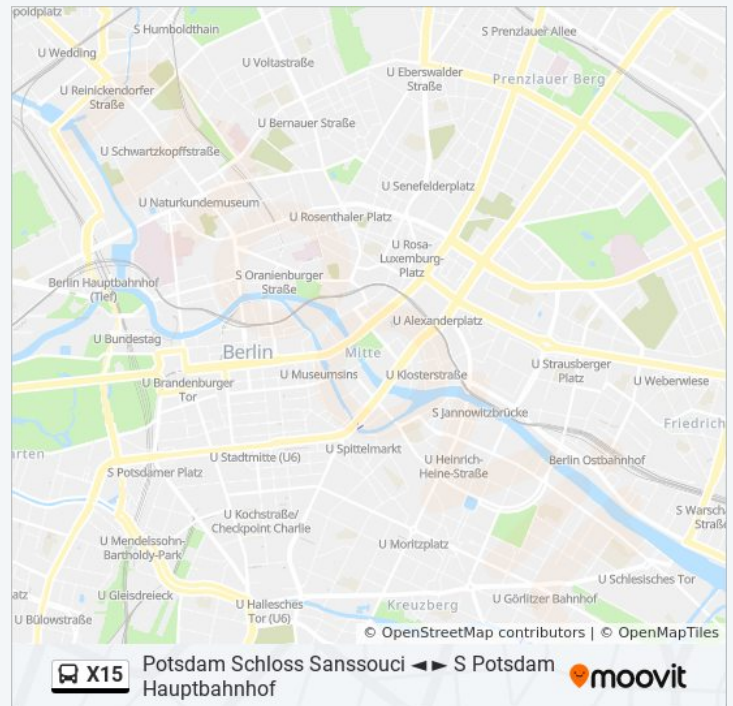 poldplatz
S Humboldthain
S Prenzlauer Allee
U Wedding
U Voltastraße
U Eberswalder
Straße
Prenzlauer Berg
U Reinickendorfer
Straße
U Bernauer Straße
U Schwartzkopffstraße
U Senefelderplatz
U Naturkundemuseum
U Rosenthaler Platz
U Rosa-
Luxemburg-
Platz
S Oranienburger
Straße
Berlin Hauptbahnhof
(Tief)
U Alexanderplatz
U Bundestag
Berlin
Mitte
U Strausberger
Platz
U Museumsins
U Klosterstraße
U Weberwiese
U Brandenburger
Tor
S Jannowitzbrücke
Friedrich
U Spittelmarkt
arten
U Stadtmitte (U6)
U Heinrich-
Heine-Straße
Berlin Ostbahnhof
S Potsdamer Platz
S Warsch
Straße
U Kochstraße/
Checkpoint Charlie
U Mendelssohn-
Bartholdy-Park
U Moritzplatz
U Schlesisches Tor
atz
U Gleisdreieck
U Hallesches
Tor (U6)
Kreuzberg
U Görlitzer Bahnhof
U Bülowstraße
© OpenStreetMap contributors | © OpenMapTiles
X15
Potsdam Schloss Sanssouci ◄ ► S Potsdam
Hauptbahnhof
moovit